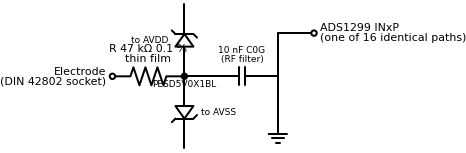 ADS1299 INxP
(one of 16 identical paths)
to AVDD
R 47 kΩ 0.1 %
thin film
10 nF C0G
(RF filter)
Electrode
(DIN 42802 socket)
PESD5V0X1BL
to AVSS